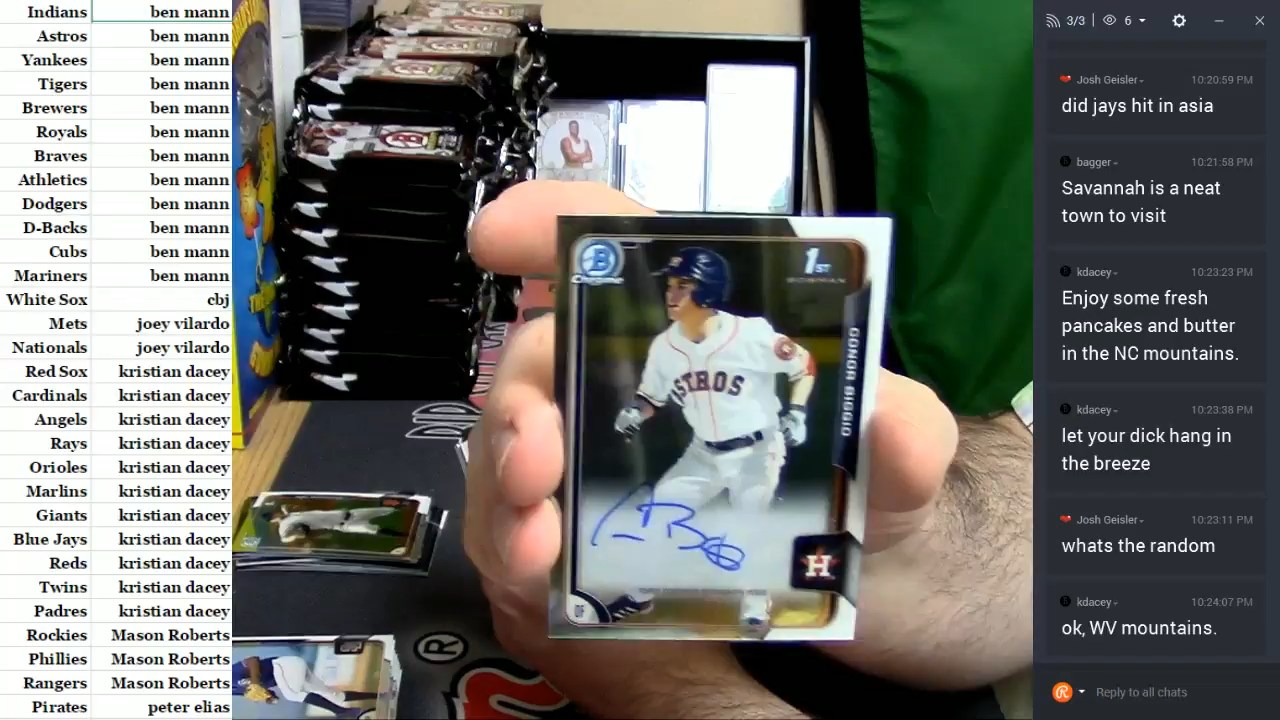 Indians ben mann
Astros ben mann
Yankees ben mann
Tigers ben mann
Brewers ben mann
Royals ben mann
Braves ben mann
Athletics ben mann
Dodgers ben mann
D-Backs ben mann
Cubs ben mann
Mariners ben mann
White Sox cbj
Mets joey vilardo
Nationals joey vilardo
Red Sox kristian dacey
Cardinals kristian dacey
Angels kristian dacey
Rays kristian dacey
Orioles kristian dacey
Marlins kristian dacey
Giants kristian dacey
Blue Jays kristian dacey
Reds kristian dacey
Twins kristian dacey
Padres kristian dacey
Rockies Mason Roberts
Phillies Mason Roberts
Rangers Mason Roberts
Pirates peter elias
B
Chrome
1ST
BOWMAN
CONOR BIGGIO
ASTROS
H
OF
®
3/3 6
Josh Geisler 10:20:59 PM
did jays hit in asia
bagger 10:21:58 PM
Savannah is a neat
town to visit
kdacey 10:23:23 PM
Enjoy some fresh
pancakes and butter
in the NC mountains.
kdacey 10:23:38 PM
let your dick hang in
the breeze
Josh Geisler 10:23:11 PM
whats the random
kdacey 10:24:07 PM
ok, WV mountains.
Reply to all chats